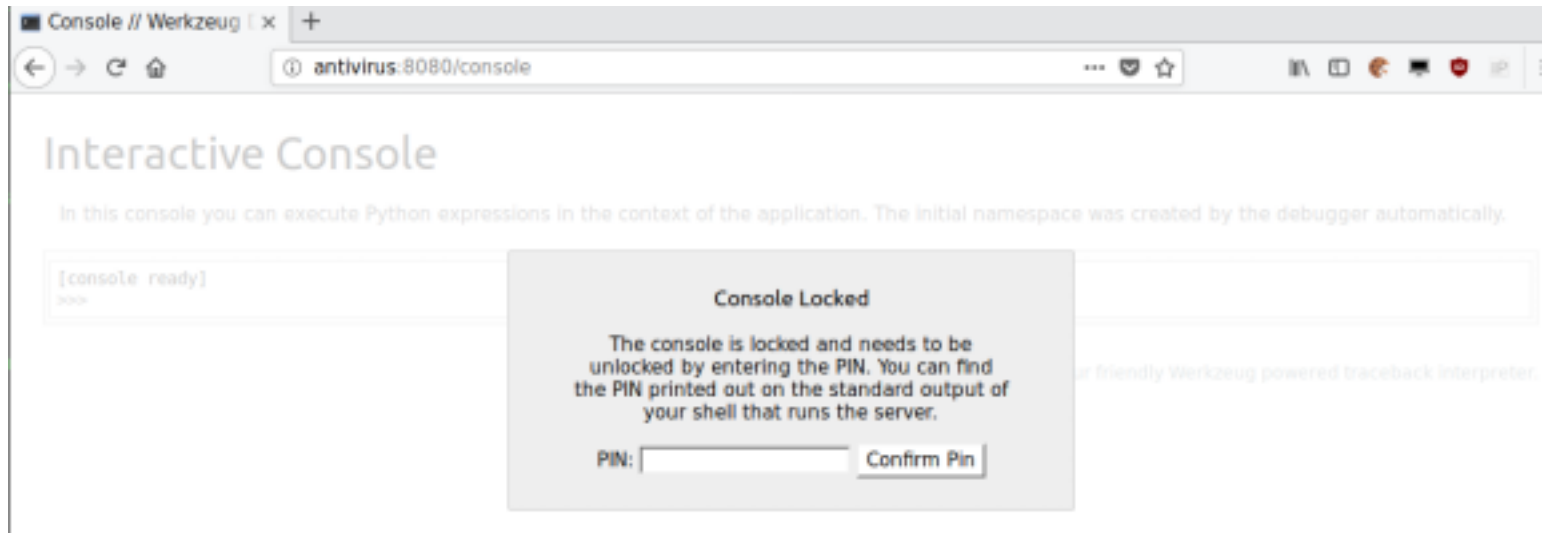 Console // Werkzeug
antivirus:8080/console
Interactive Console
In this console you can execute Python expressions in the context of the application. The initial namespace was created by the debugger automatically.
[console ready]
>>>
Console Locked
The console is locked and needs to be
unlocked by entering the PIN. You can find
the PIN printed out on the standard output of
your shell that runs the server.
friendly Werkzeug powered traceback interpreter.
PIN:
Confirm Pin